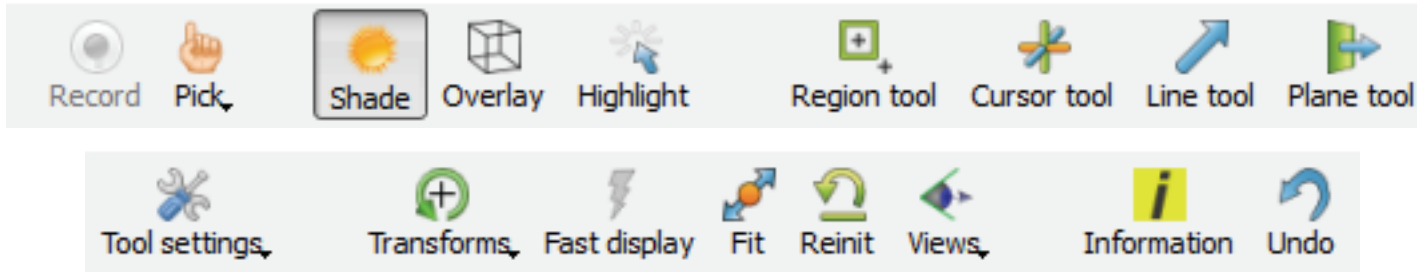 Record Pick Shade Overlay Highlight Region tool Cursor tool Line tool Plane tool
Tool settings Transforms Fast display Fit Reinit Views Information Undo